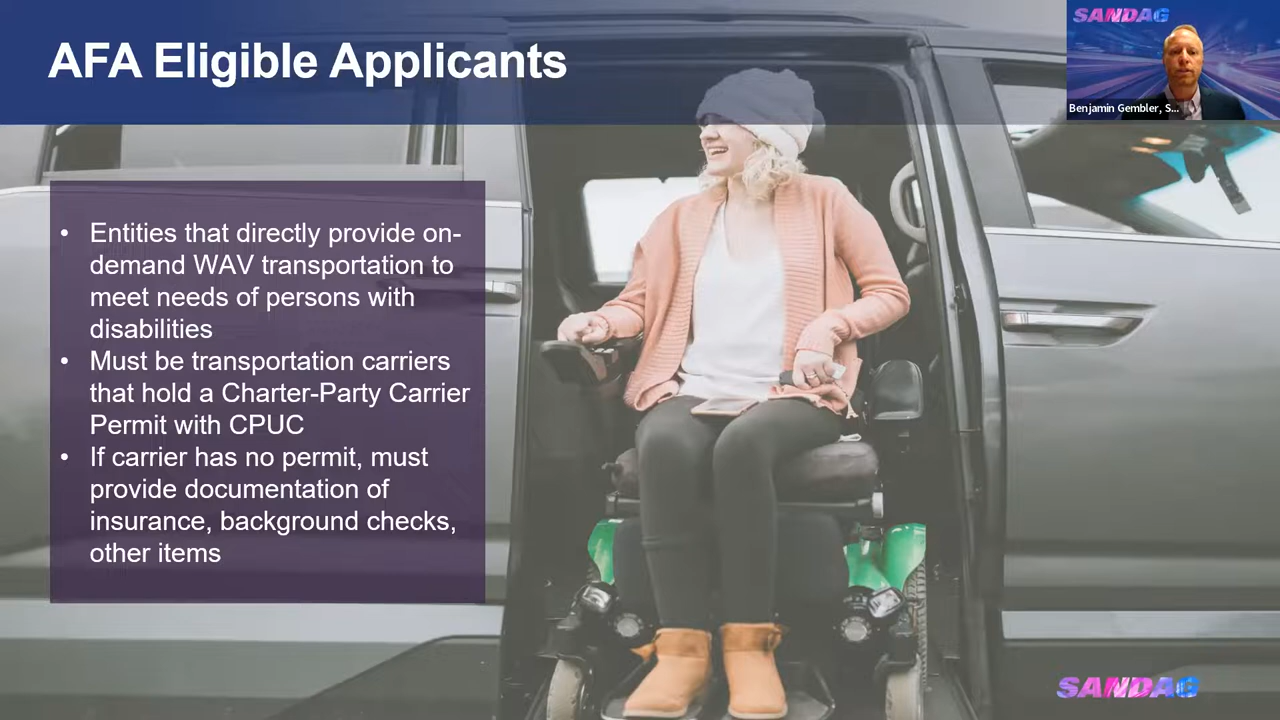 AFA Eligible Applicants
SANDAG
Benjamin Gembler, S...
• Entities that directly provide on-
demand WAV transportation to
meet needs of persons with
disabilities
• Must be transportation carriers
that hold a Charter-Party Carrier
Permit with CPUC
• If carrier has no permit, must
provide documentation of
insurance, background checks,
other items
SANDAG